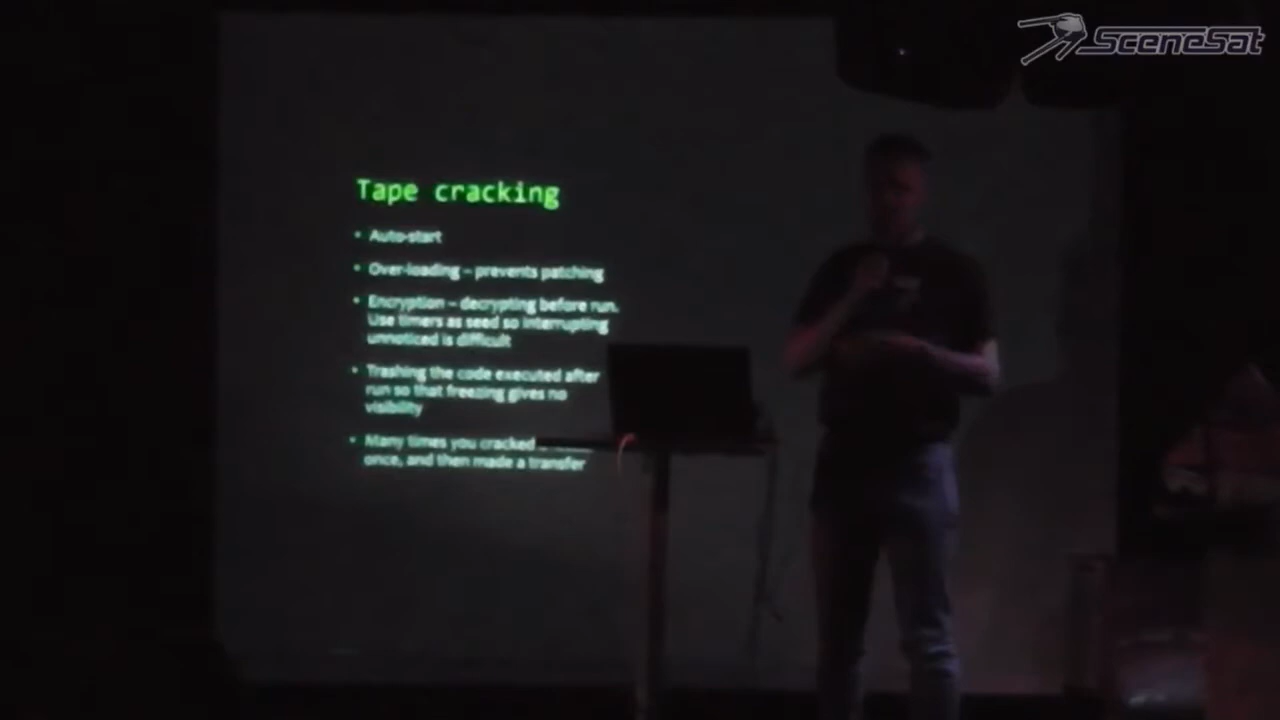 SceneSat
Tape cracking
• Auto-start
• Over-loading – prevents patching
• Encryption – decrypting before run.
Use timers as seed so interrupting
unnoticed is difficult
• Trashing the code executed after
run so that freezing gives no
visibility
• Many times you cracked
once, and then made a transfer